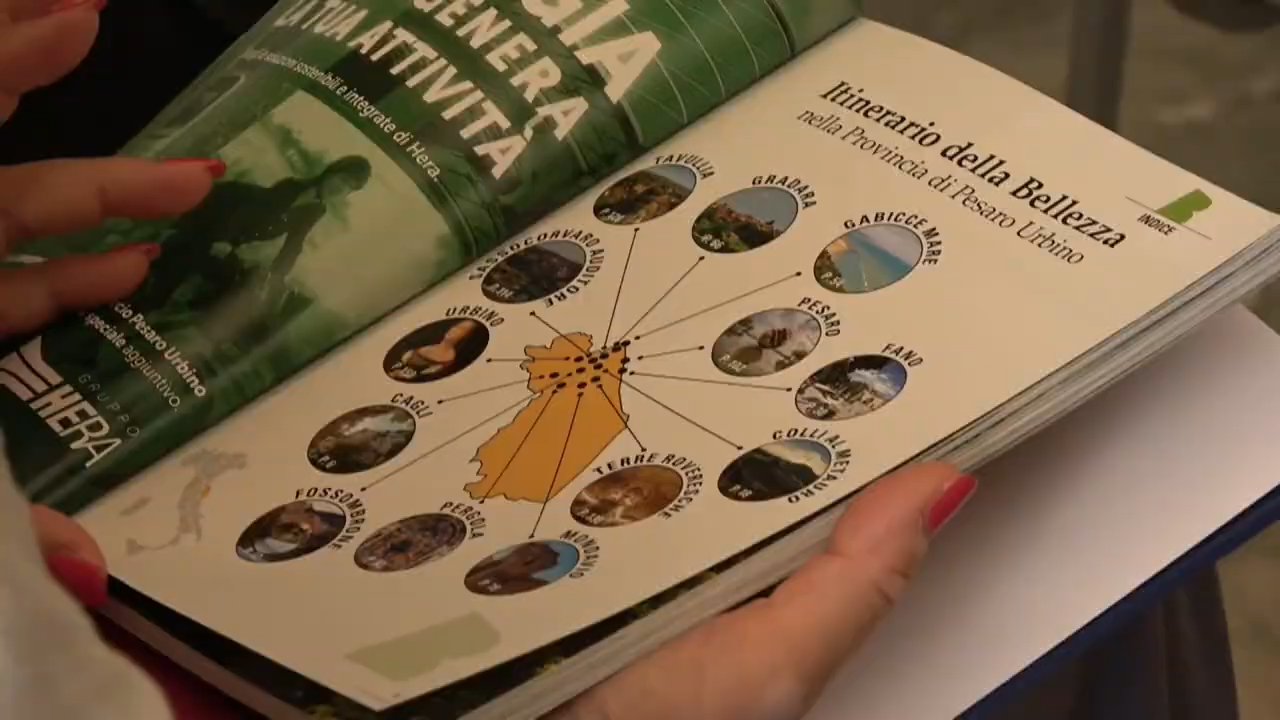 GIA
GENERA
LA TUA ATTIVITÀ
soluzioni sostenibili e integrate di Hera.
cio Pesaro Urbino
speciale aggiuntivo.
GRUPPO
HERA
Itinerario della Bellezza
nella Provincia di Pesaro Urbino
INDICE
TAVULLIA
GRADARA
GABICCE MARE
SASSOCORVARO AUDITORE
URBINO
PESARO
FANO
CAGLI
COLLI AL METAURO
TERRE ROVERESCHE
FOSSOMBRONE
PERGOLA
MONDAVIO